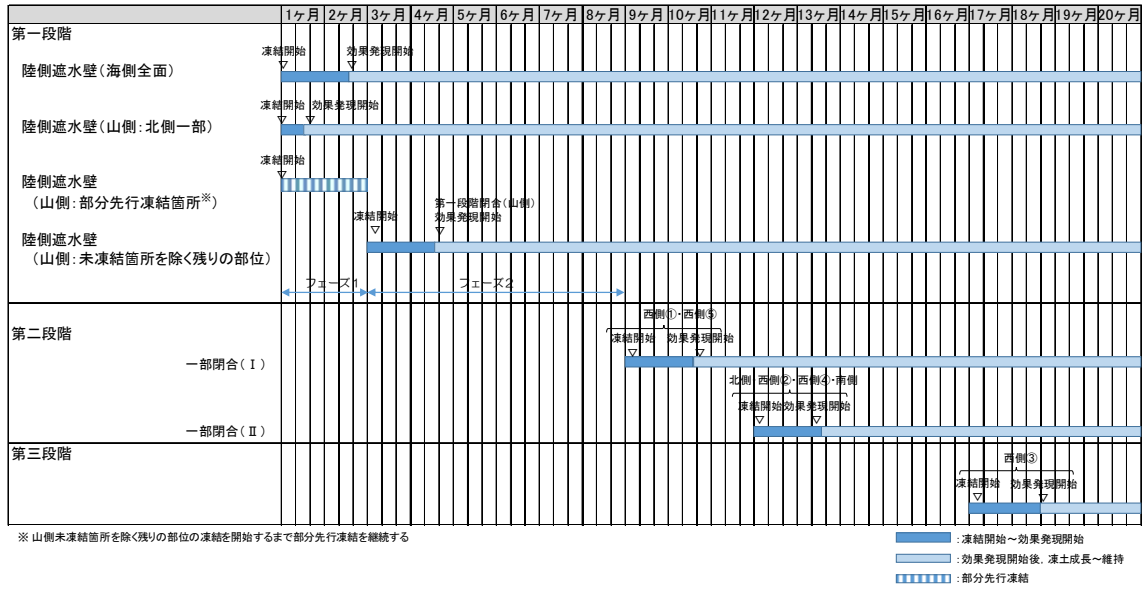 1ヶ月 2ヶ月 3ヶ月 4ヶ月 5ヶ月 6ヶ月 7ヶ月 8ヶ月 9ヶ月 10ヶ月 11ヶ月 12ヶ月 13ヶ月 14ヶ月 15ヶ月 16ヶ月 17ヶ月 18ヶ月 19ヶ月 20ヶ月
第一段階
凍結開始 効果発現開始
陸側遮水壁（海側全面）
凍結開始 効果発現開始
陸側遮水壁（山側：北側一部）
凍結開始
陸側遮水壁
（山側：部分先行凍結箇所※）
第一段階閉合（山側）
凍結開始 効果発現開始
陸側遮水壁
（山側：未凍結箇所を除く残りの部位）
フェーズ1 フェーズ2
西側①・西側⑤
第二段階
凍結開始 効果発現開始
一部閉合（Ⅰ）
北側・西側②・西側④・南側
凍結開始 効果発現開始
一部閉合（Ⅱ）
第三段階
西側③
凍結開始 効果発現開始
※ 山側未凍結箇所を除く残りの部位の凍結を開始するまで部分先行凍結を継続する
：凍結開始～効果発現開始
：効果発現開始後，凍土成長～維持
：部分先行凍結